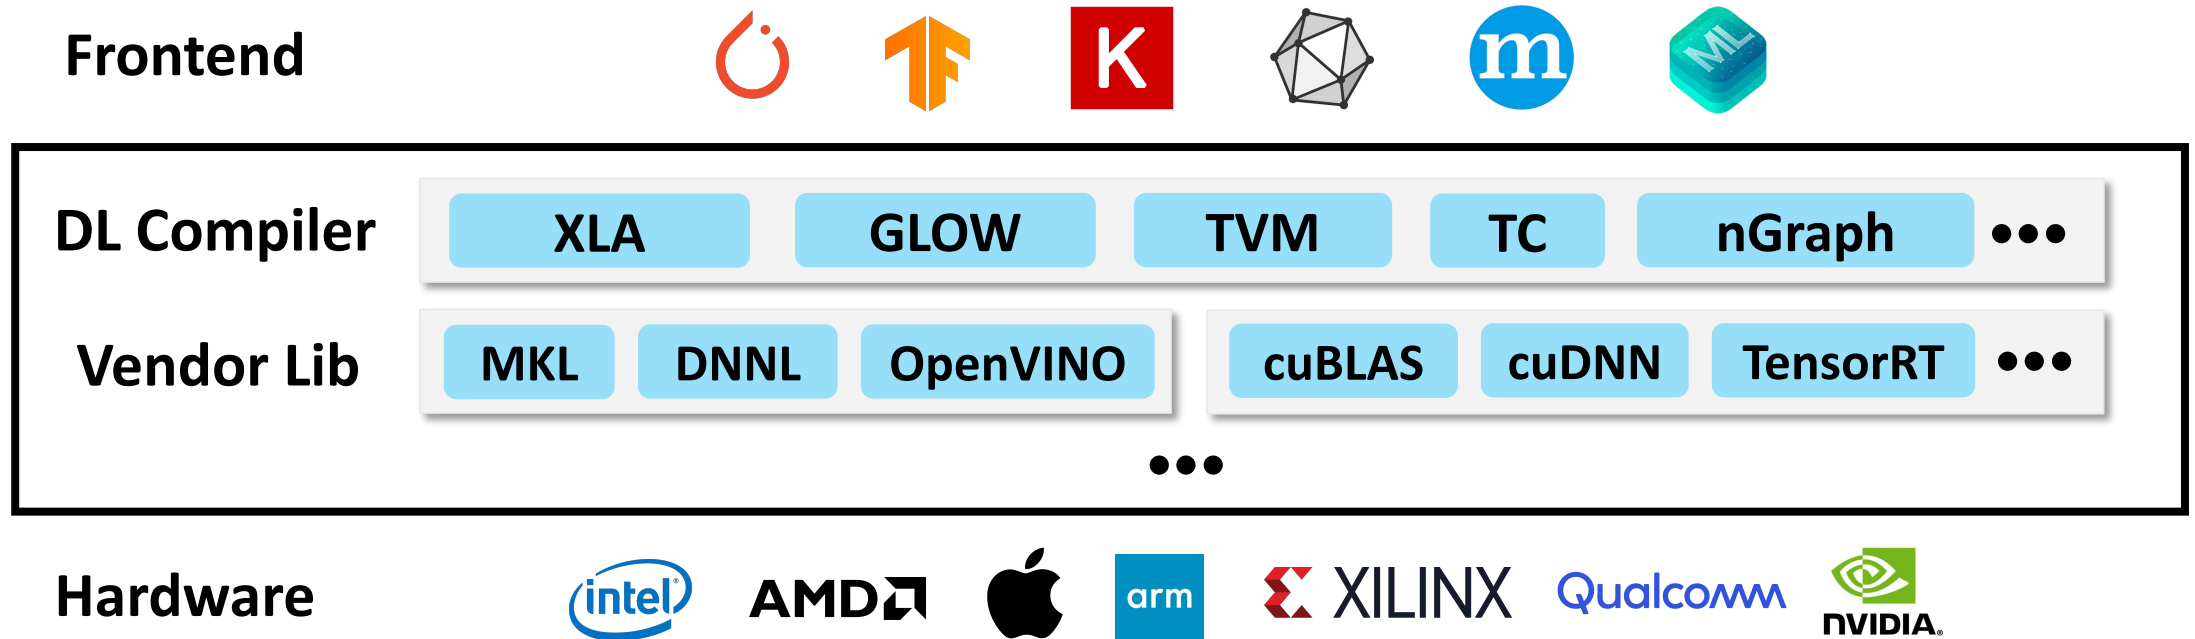 Frontend K m ML
DL Compiler XLA GLOW TVM TC nGraph •••
Vendor Lib MKL DNNL OpenVINO cuBLAS cuDNN TensorRT •••
•••
Hardware intel® AMD arm XILINX Qualcomm NVIDIA®